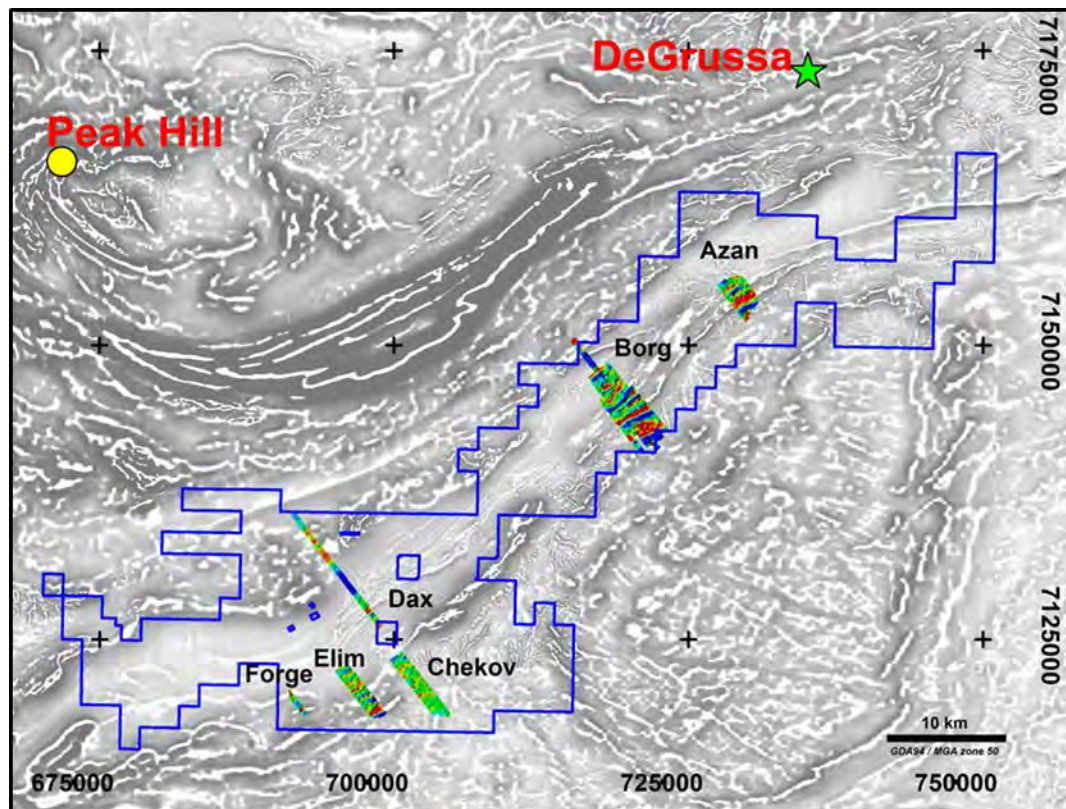 DeGrussa
7175000
Peak Hill
Azan
Borg
7150000
Dax
Elim
Chekov
Forge
7125000
10 km
GDA94 / MGA zone 50
675000
700000
725000
750000